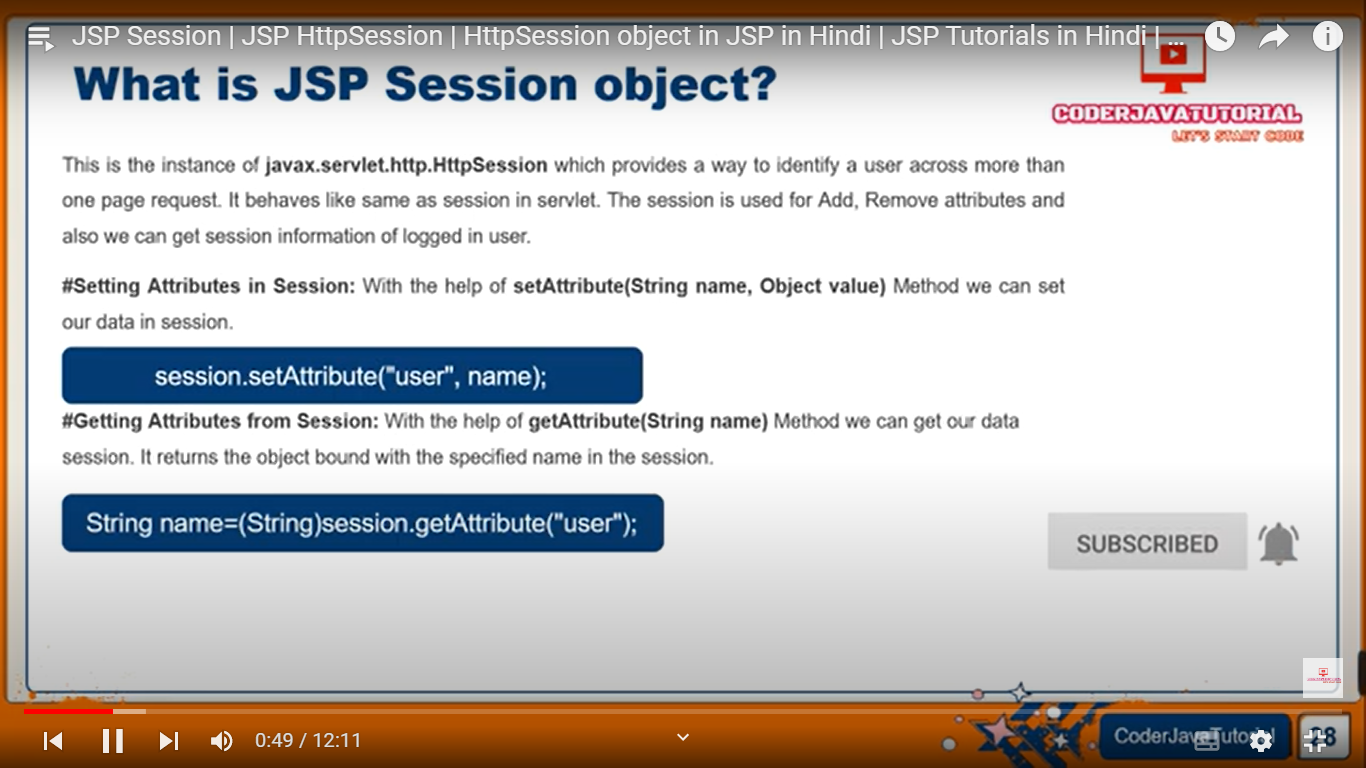 JSP Session | JSP HttpSession | HttpSession object in JSP in Hindi | JSP Tutorials in Hindi | ...
What is JSP Session object?
CODERJAVATUTORIAL
LET'S START CODE
This is the instance of javax.servlet.http.HttpSession which provides a way to identify a user across more than
one page request. It behaves like same as session in servlet. The session is used for Add, Remove attributes and
also we can get session information of logged in user.
#Setting Attributes in Session: With the help of setAttribute(String name, Object value) Method we can set
our data in session.
session.setAttribute("user", name);
#Getting Attributes from Session: With the help of getAttribute(String name) Method we can get our data
session. It returns the object bound with the specified name in the session.
String name=(String)session.getAttribute("user");
SUBSCRIBED
0:49 / 12:11
CoderJavaTutorial